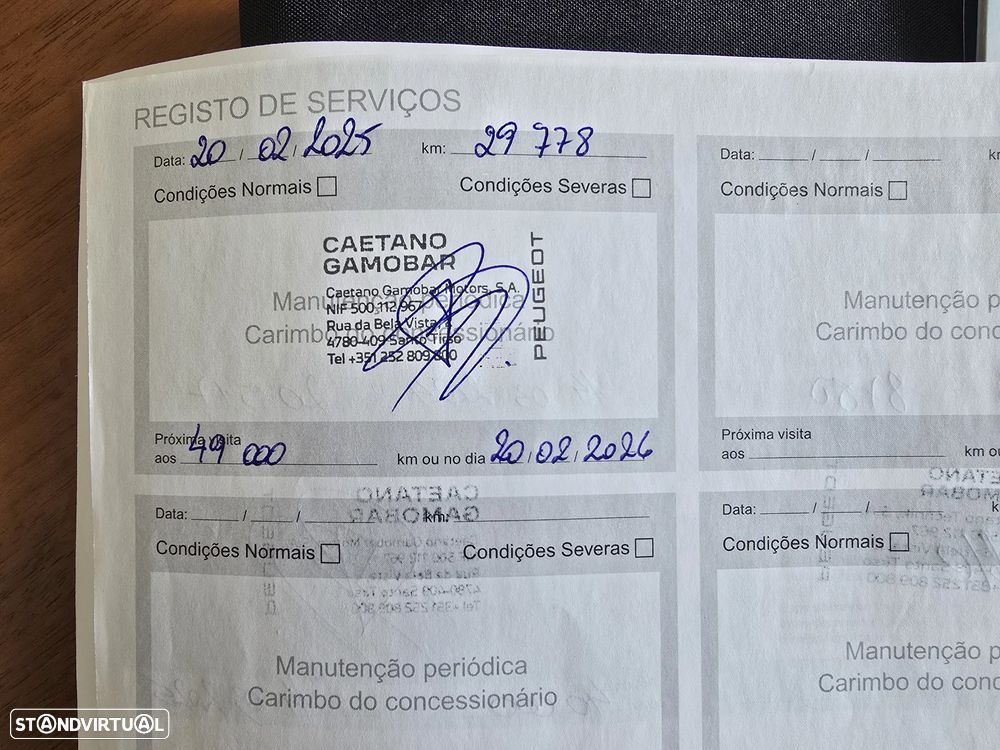 REGISTO DE SERVIÇOS
Data: 20 / 02 / 2025 km: 29 778
Condições Normais Condições Severas
CAETANO
GAMOBAR
PEUGEOT
Caetano Gamobar Motors, S.A.
NIF 500 112 967
Rua da Bela Vista
4780-409 Santo Tirso
Tel +351 252 809 800
Manutenção periódica
Carimbo do concessionário
Próxima visita
aos 49 000 km ou no dia 20 / 02 / 2026
Data: / / km:
Condições Normais Condições Severas
Manutenção periódica
Carimbo do concessionário
Data: / /
Condições Normais
Manutenção p
Carimbo do conc
Próxima visita
aos km ou
Data: / /
Condições Normais
Manutenção p
Carimbo do conc
STANDVIRTUAL